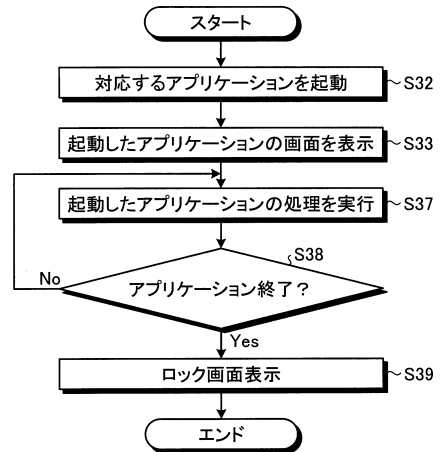 スタート
対応するアプリケーションを起動 S32
起動したアプリケーションの画面を表示 S33
起動したアプリケーションの処理を実行 S37
S38
アプリケーション終了？
No
Yes
ロック画面表示 S39
エンド